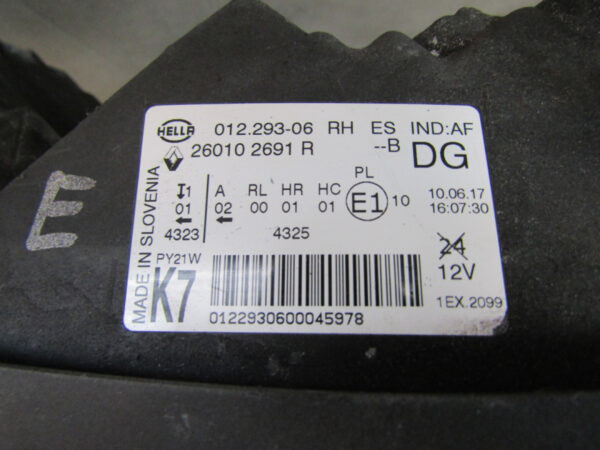 E
HELLA 012.293-06 RH ES IND:AF
26010 2691 R --B DG
PL
1 A RL HR HC E1 10 10.06.17
01 02 00 01 01 16:07:30
4323 4325
24
12V
PY21W
K7
1EX.2099
0122930600045978
MADE IN SLOVENIA